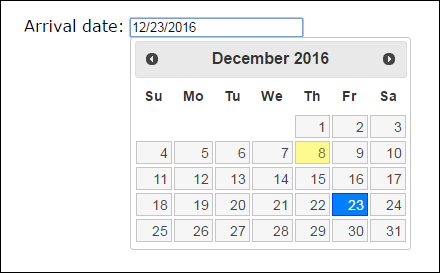 Arrival date: 12/23/2016
December 2016
Su Mo Tu We Th Fr Sa
1 2 3
4 5 6 7 8 9 10
11 12 13 14 15 16 17
18 19 20 21 22 23 24
25 26 27 28 29 30 31